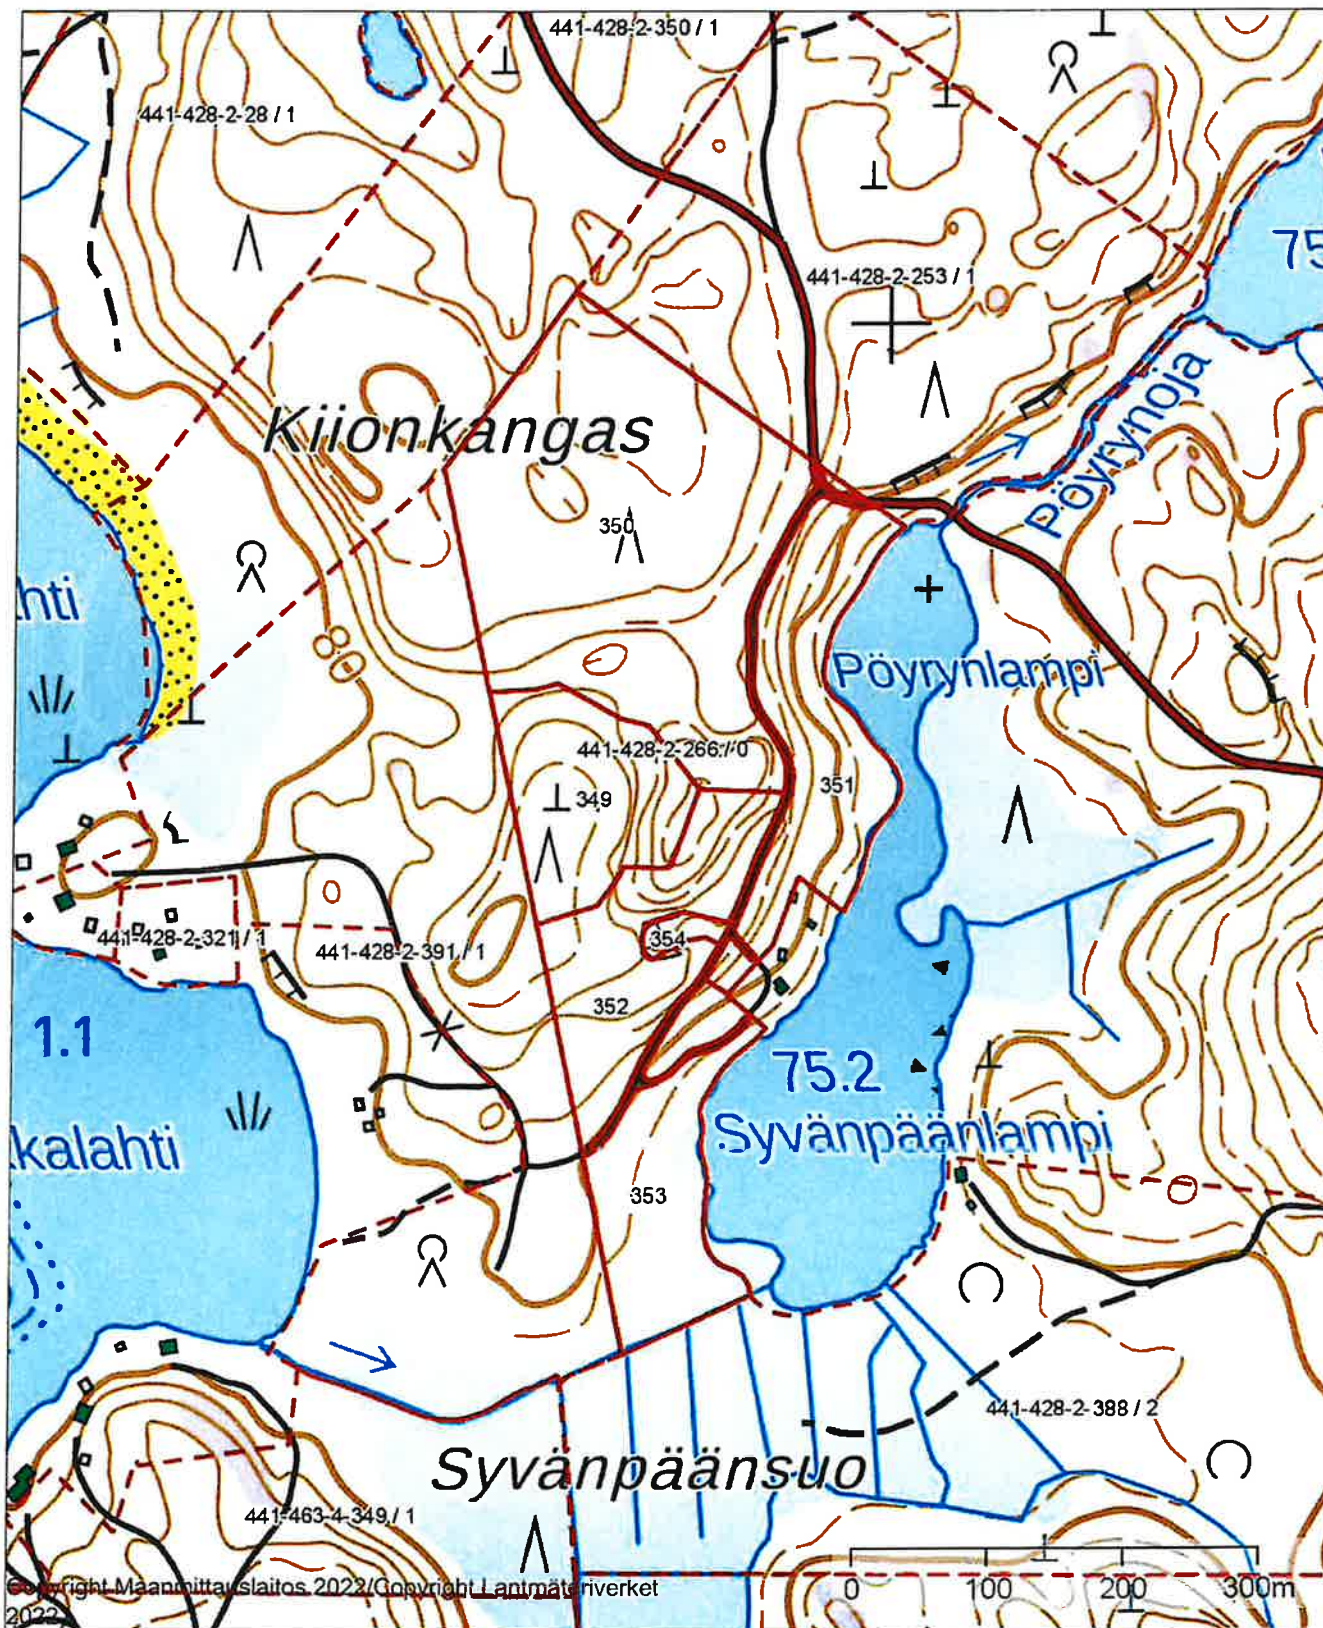 441-428-2-350 / 1
441-428-2-28 / 1
75
441-428-2-253 / 1
Pöyrynoja
Kiionkangas
350
hti
80
Pöyrynlampi
441-428-2-266 / 0
351
349
441-428-2-321 / 1
441-428-2-391 / 1
354
352
1.1
75.2
Syvänpäänlampi
kalahti
353
441-428-2-388 / 2
Syvänpäänsuo
441-463-4-349 / 1
Copyright Maanmittauslaitos 2022/Copyright Lantmäteriverket
2022
0 100 200 300m